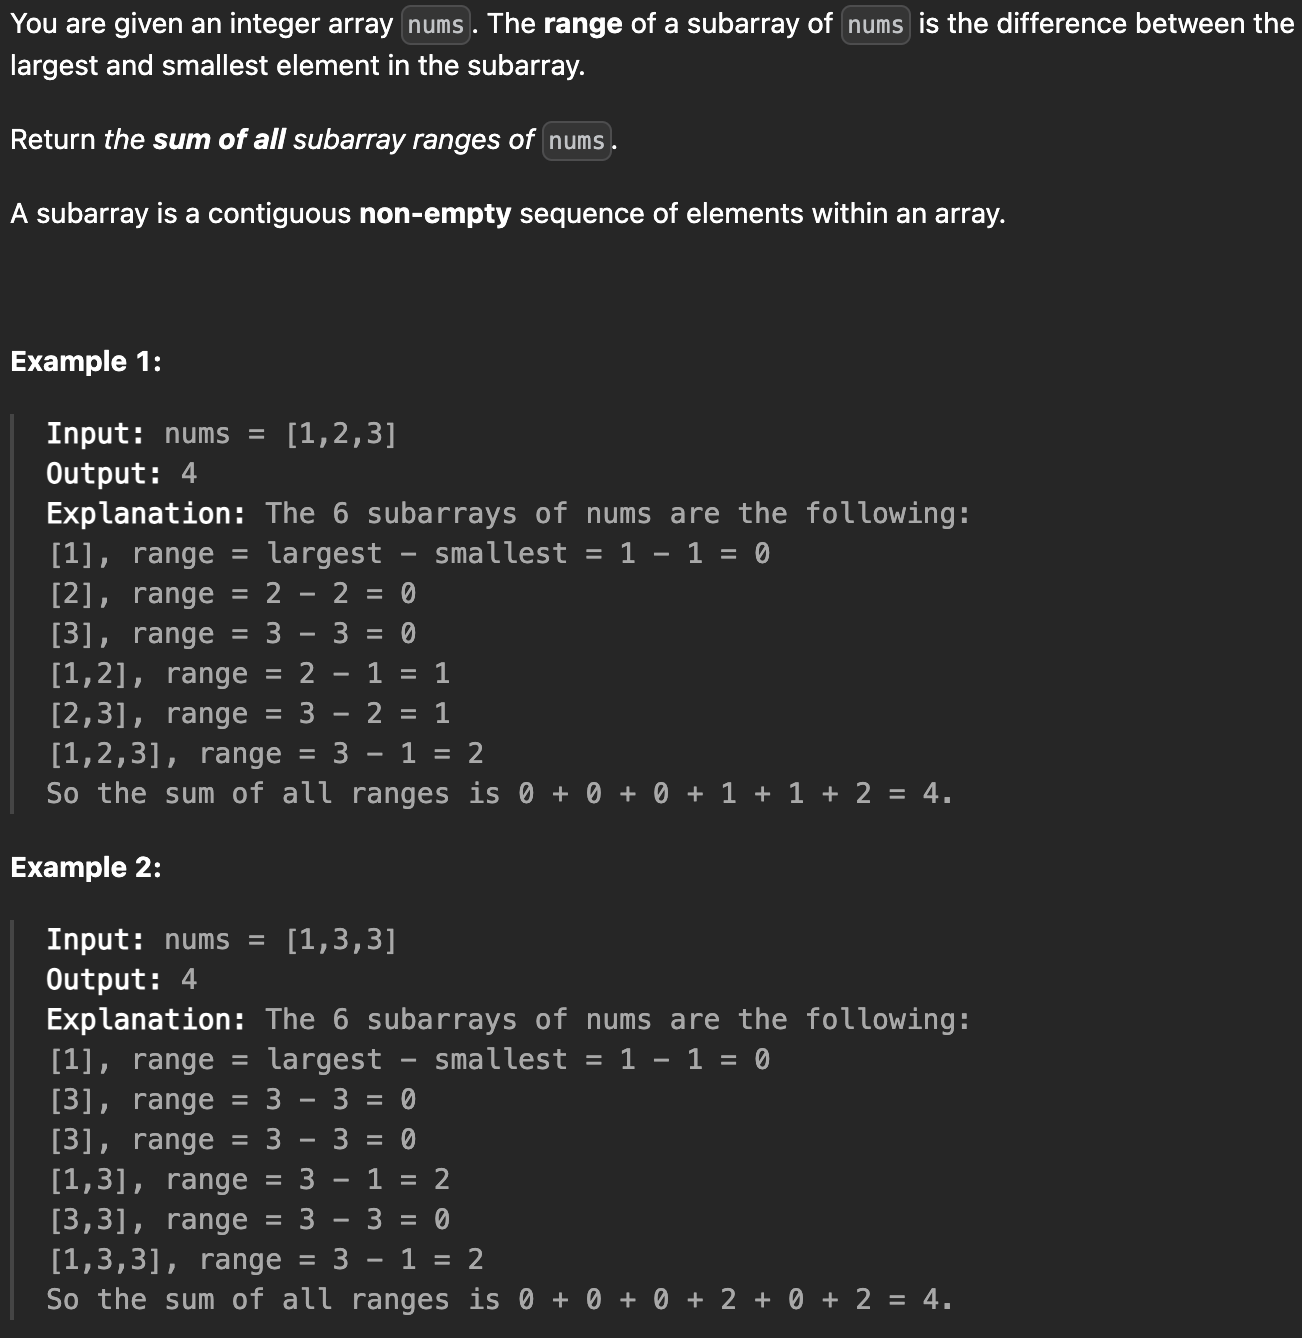 You are given an integer array nums. The range of a subarray of nums is the difference between the
largest and smallest element in the subarray.
Return the sum of all subarray ranges of nums.
A subarray is a contiguous non-empty sequence of elements within an array.
Example 1:
Input: nums = [1,2,3]
Output: 4
Explanation: The 6 subarrays of nums are the following:
[1], range = largest - smallest = 1 - 1 = 0
[2], range = 2 - 2 = 0
[3], range = 3 - 3 = 0
[1,2], range = 2 - 1 = 1
[2,3], range = 3 - 2 = 1
[1,2,3], range = 3 - 1 = 2
So the sum of all ranges is 0 + 0 + 0 + 1 + 1 + 2 = 4.
Example 2:
Input: nums = [1,3,3]
Output: 4
Explanation: The 6 subarrays of nums are the following:
[1], range = largest - smallest = 1 - 1 = 0
[3], range = 3 - 3 = 0
[3], range = 3 - 3 = 0
[1,3], range = 3 - 1 = 2
[3,3], range = 3 - 3 = 0
[1,3,3], range = 3 - 1 = 2
So the sum of all ranges is 0 + 0 + 0 + 2 + 0 + 2 = 4.